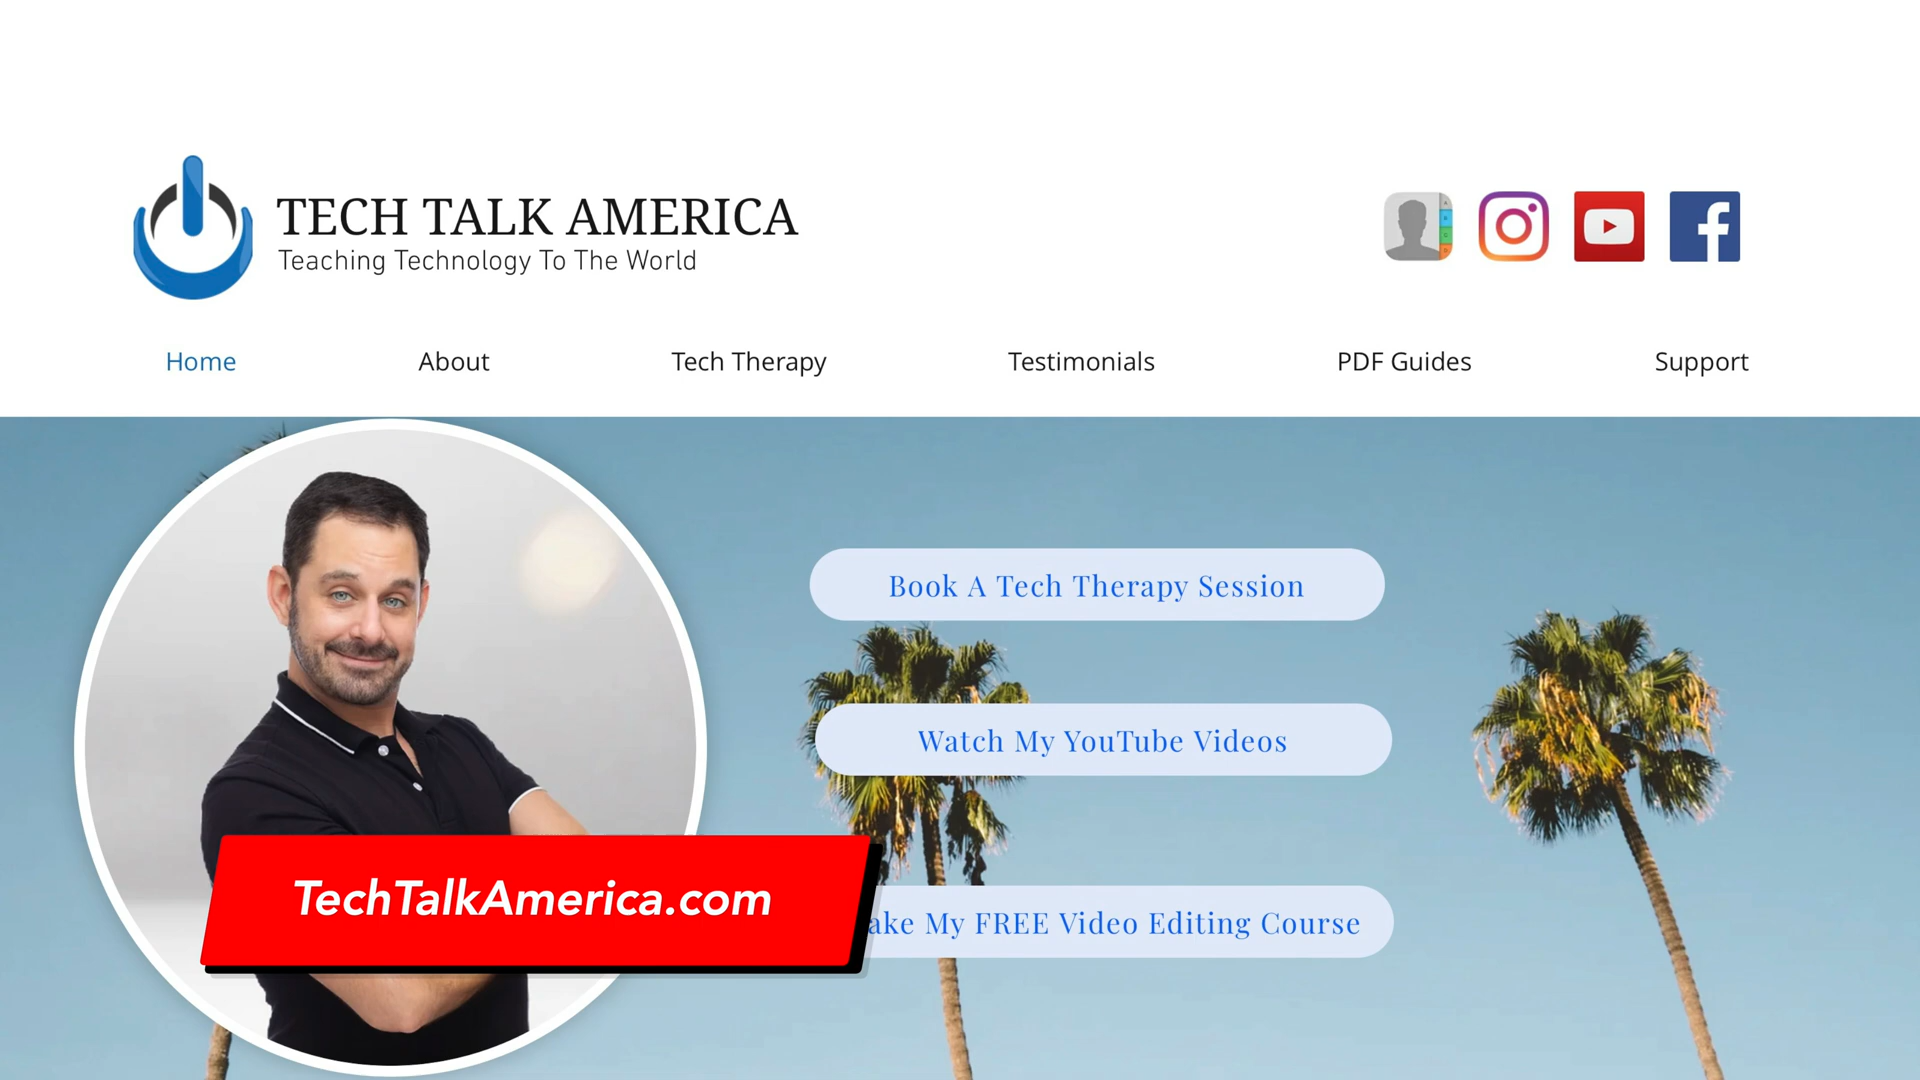 TECH TALK AMERICA
Teaching Technology To The World
Home
About
Tech Therapy
Testimonials
PDF Guides
Support
Book A Tech Therapy Session
Watch My YouTube Videos
TechTalkAmerica.com
ake My FREE Video Editing Course